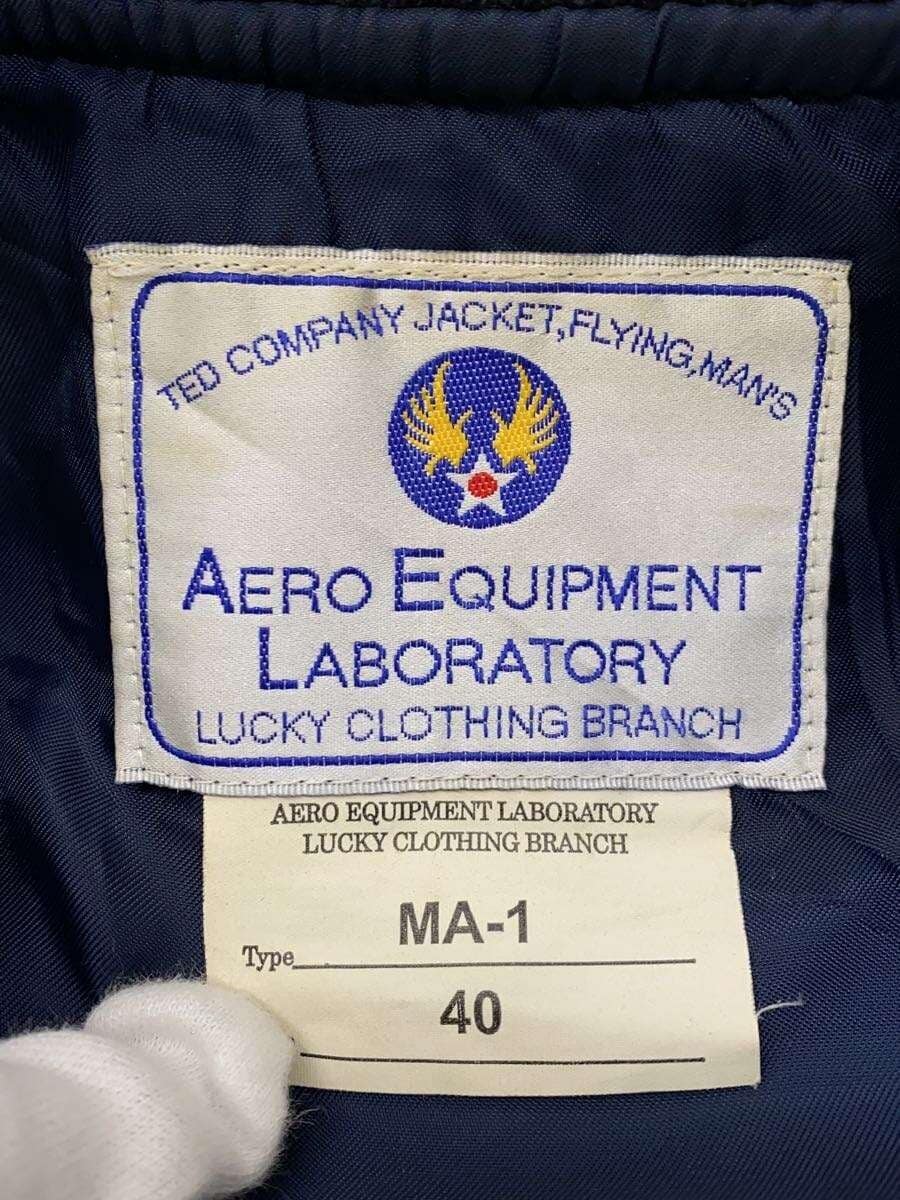 TED COMPANY JACKET,FLYING,MAN'S
AERO EQUIPMENT
LABORATORY
LUCKY CLOTHING BRANCH
AERO EQUIPMENT LABORATORY
LUCKY CLOTHING BRANCH
Type MA-1
40